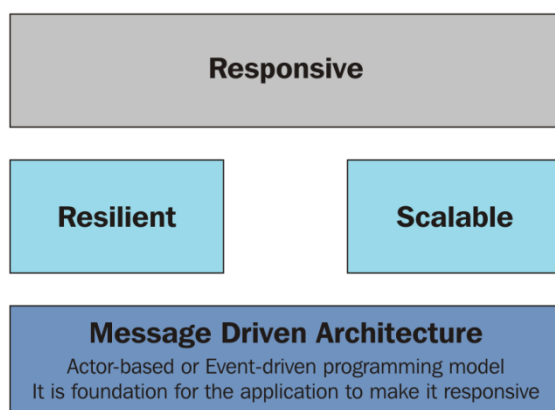 Responsive
Resilient
Scalable
Message Driven Architecture
Actor-based or Event-driven programming model
It is foundation for the application to make it responsive